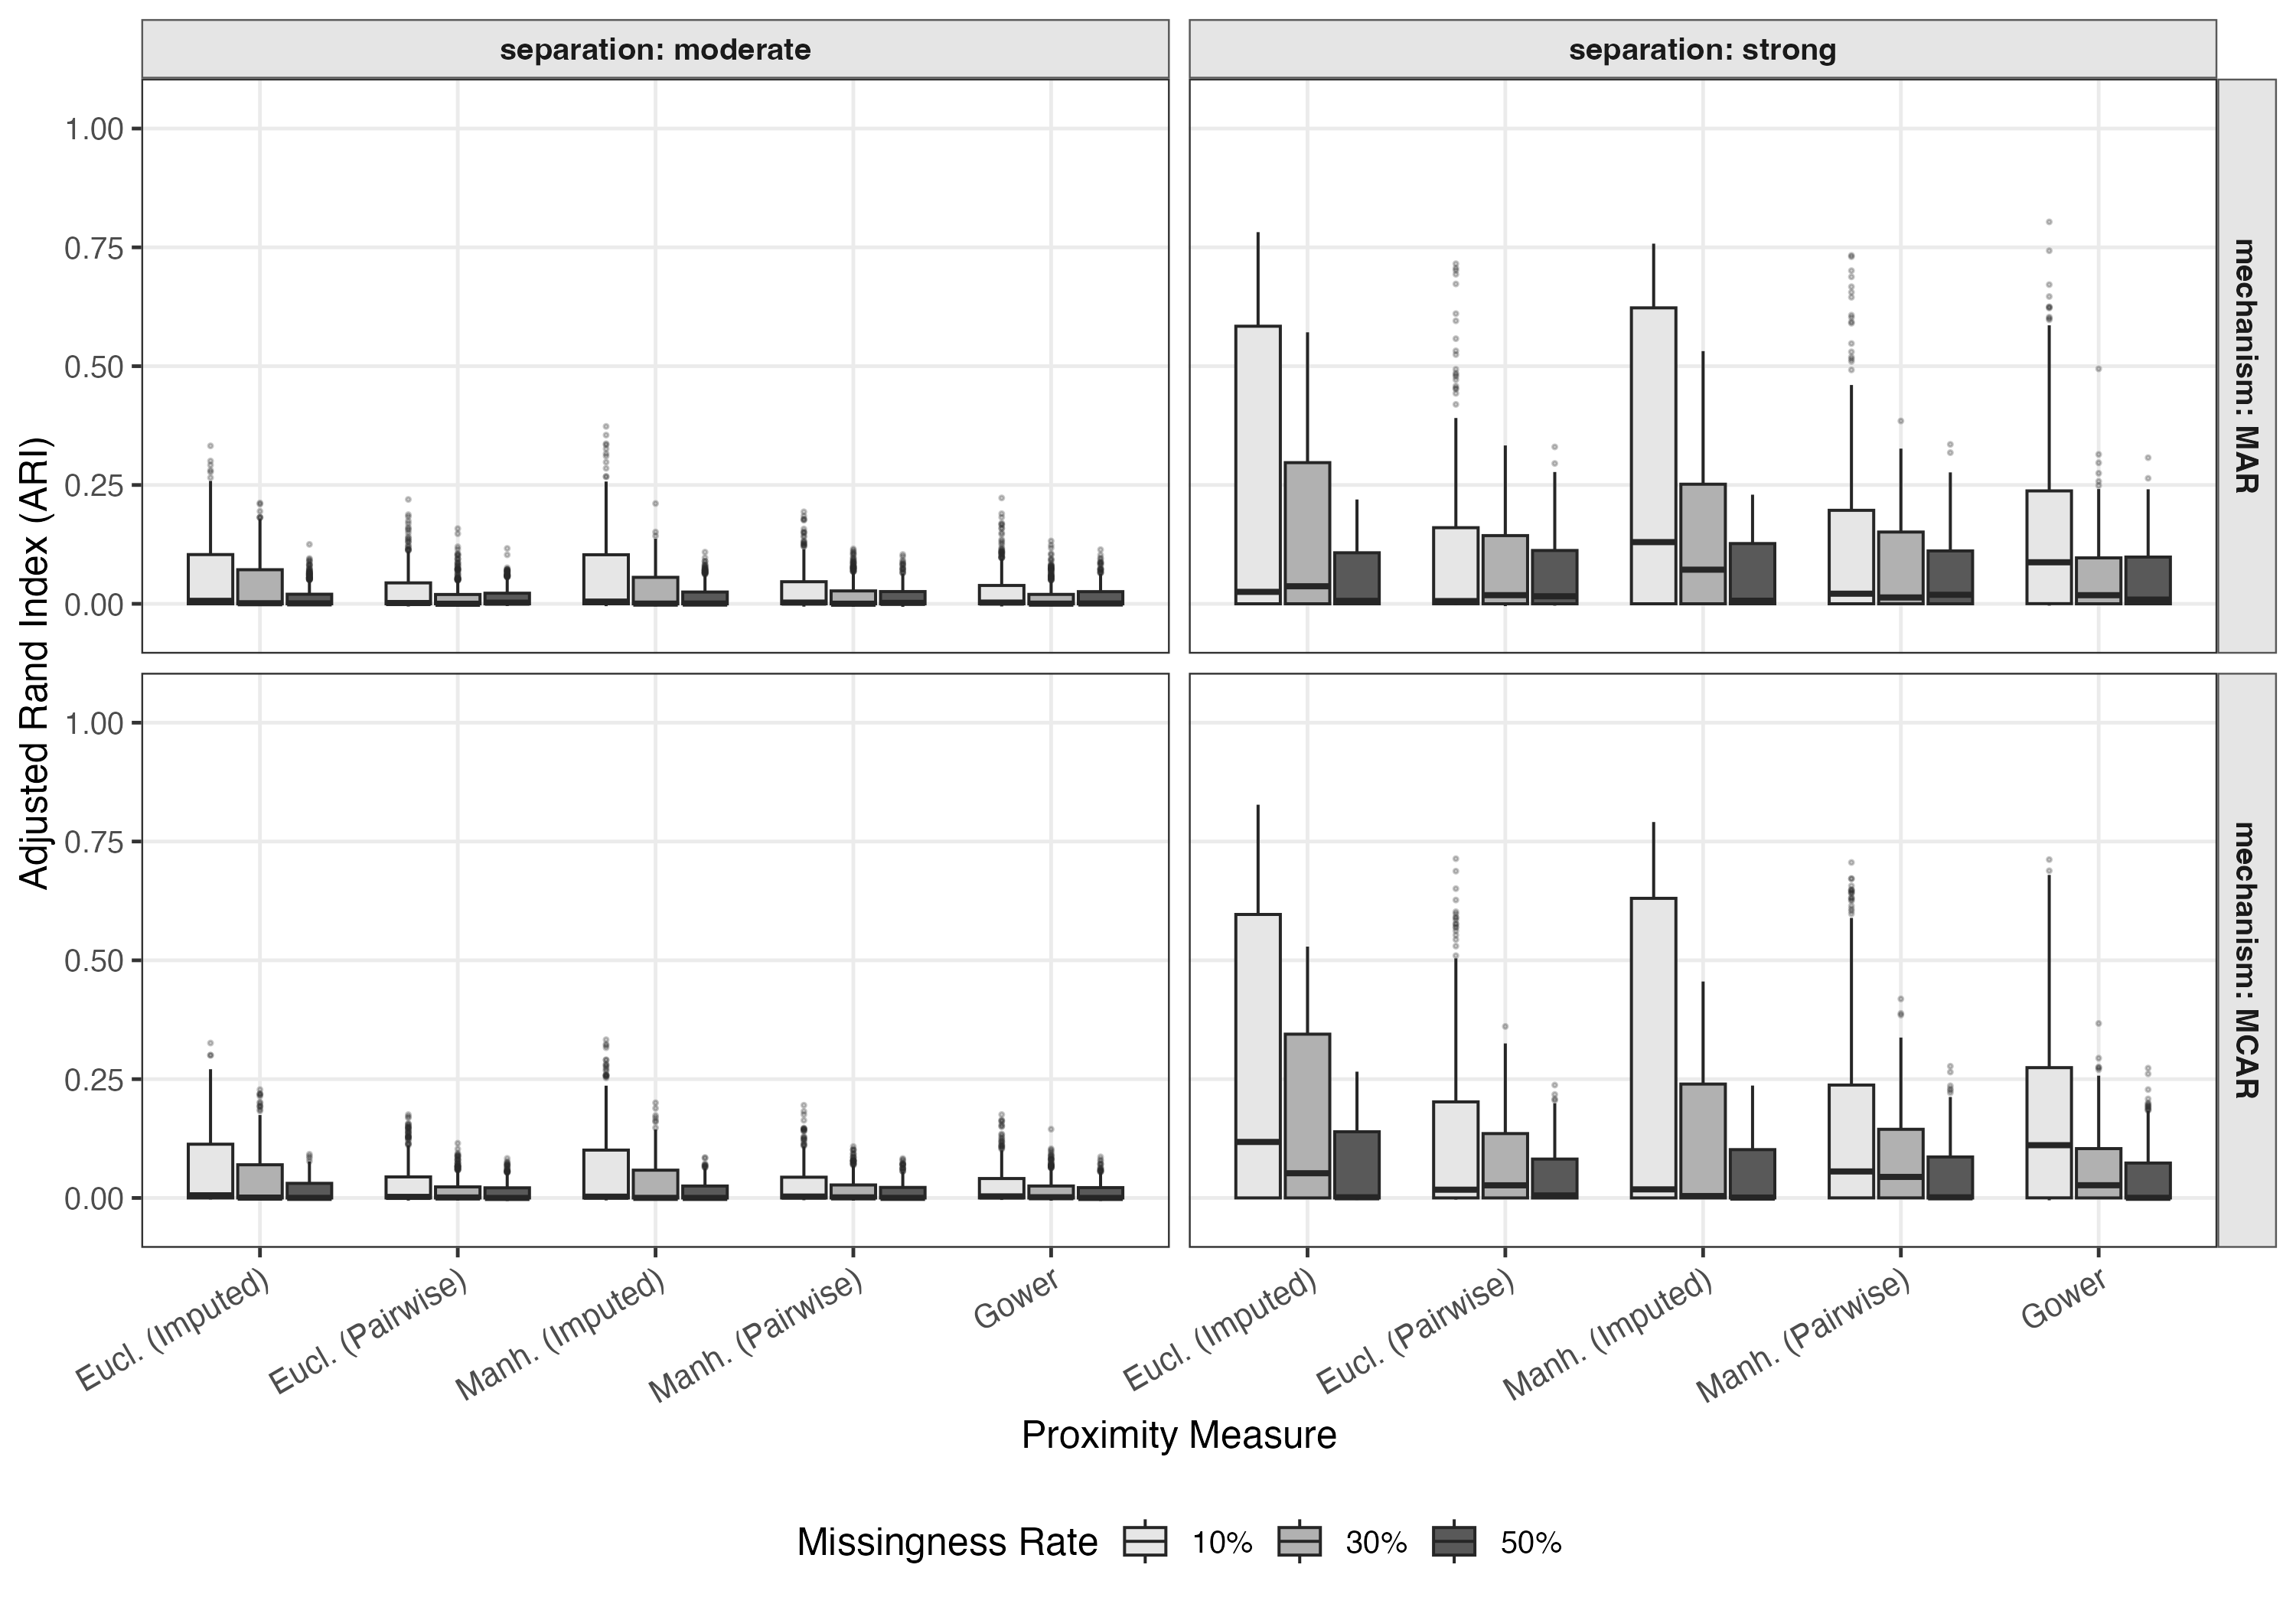 separation: moderate
separation: strong
1.00
0.75
0.50
0.25
0.00
mechanism: MAR
Adjusted Rand Index (ARI)
1.00
0.75
0.50
0.25
0.00
mechanism: MCAR
Eucl. (Imputed)
Eucl. (Pairwise)
Manh. (Imputed)
Manh. (Pairwise)
Gower
Eucl. (Imputed)
Eucl. (Pairwise)
Manh. (Imputed)
Manh. (Pairwise)
Gower
Proximity Measure
Missingness Rate 10% 30% 50%